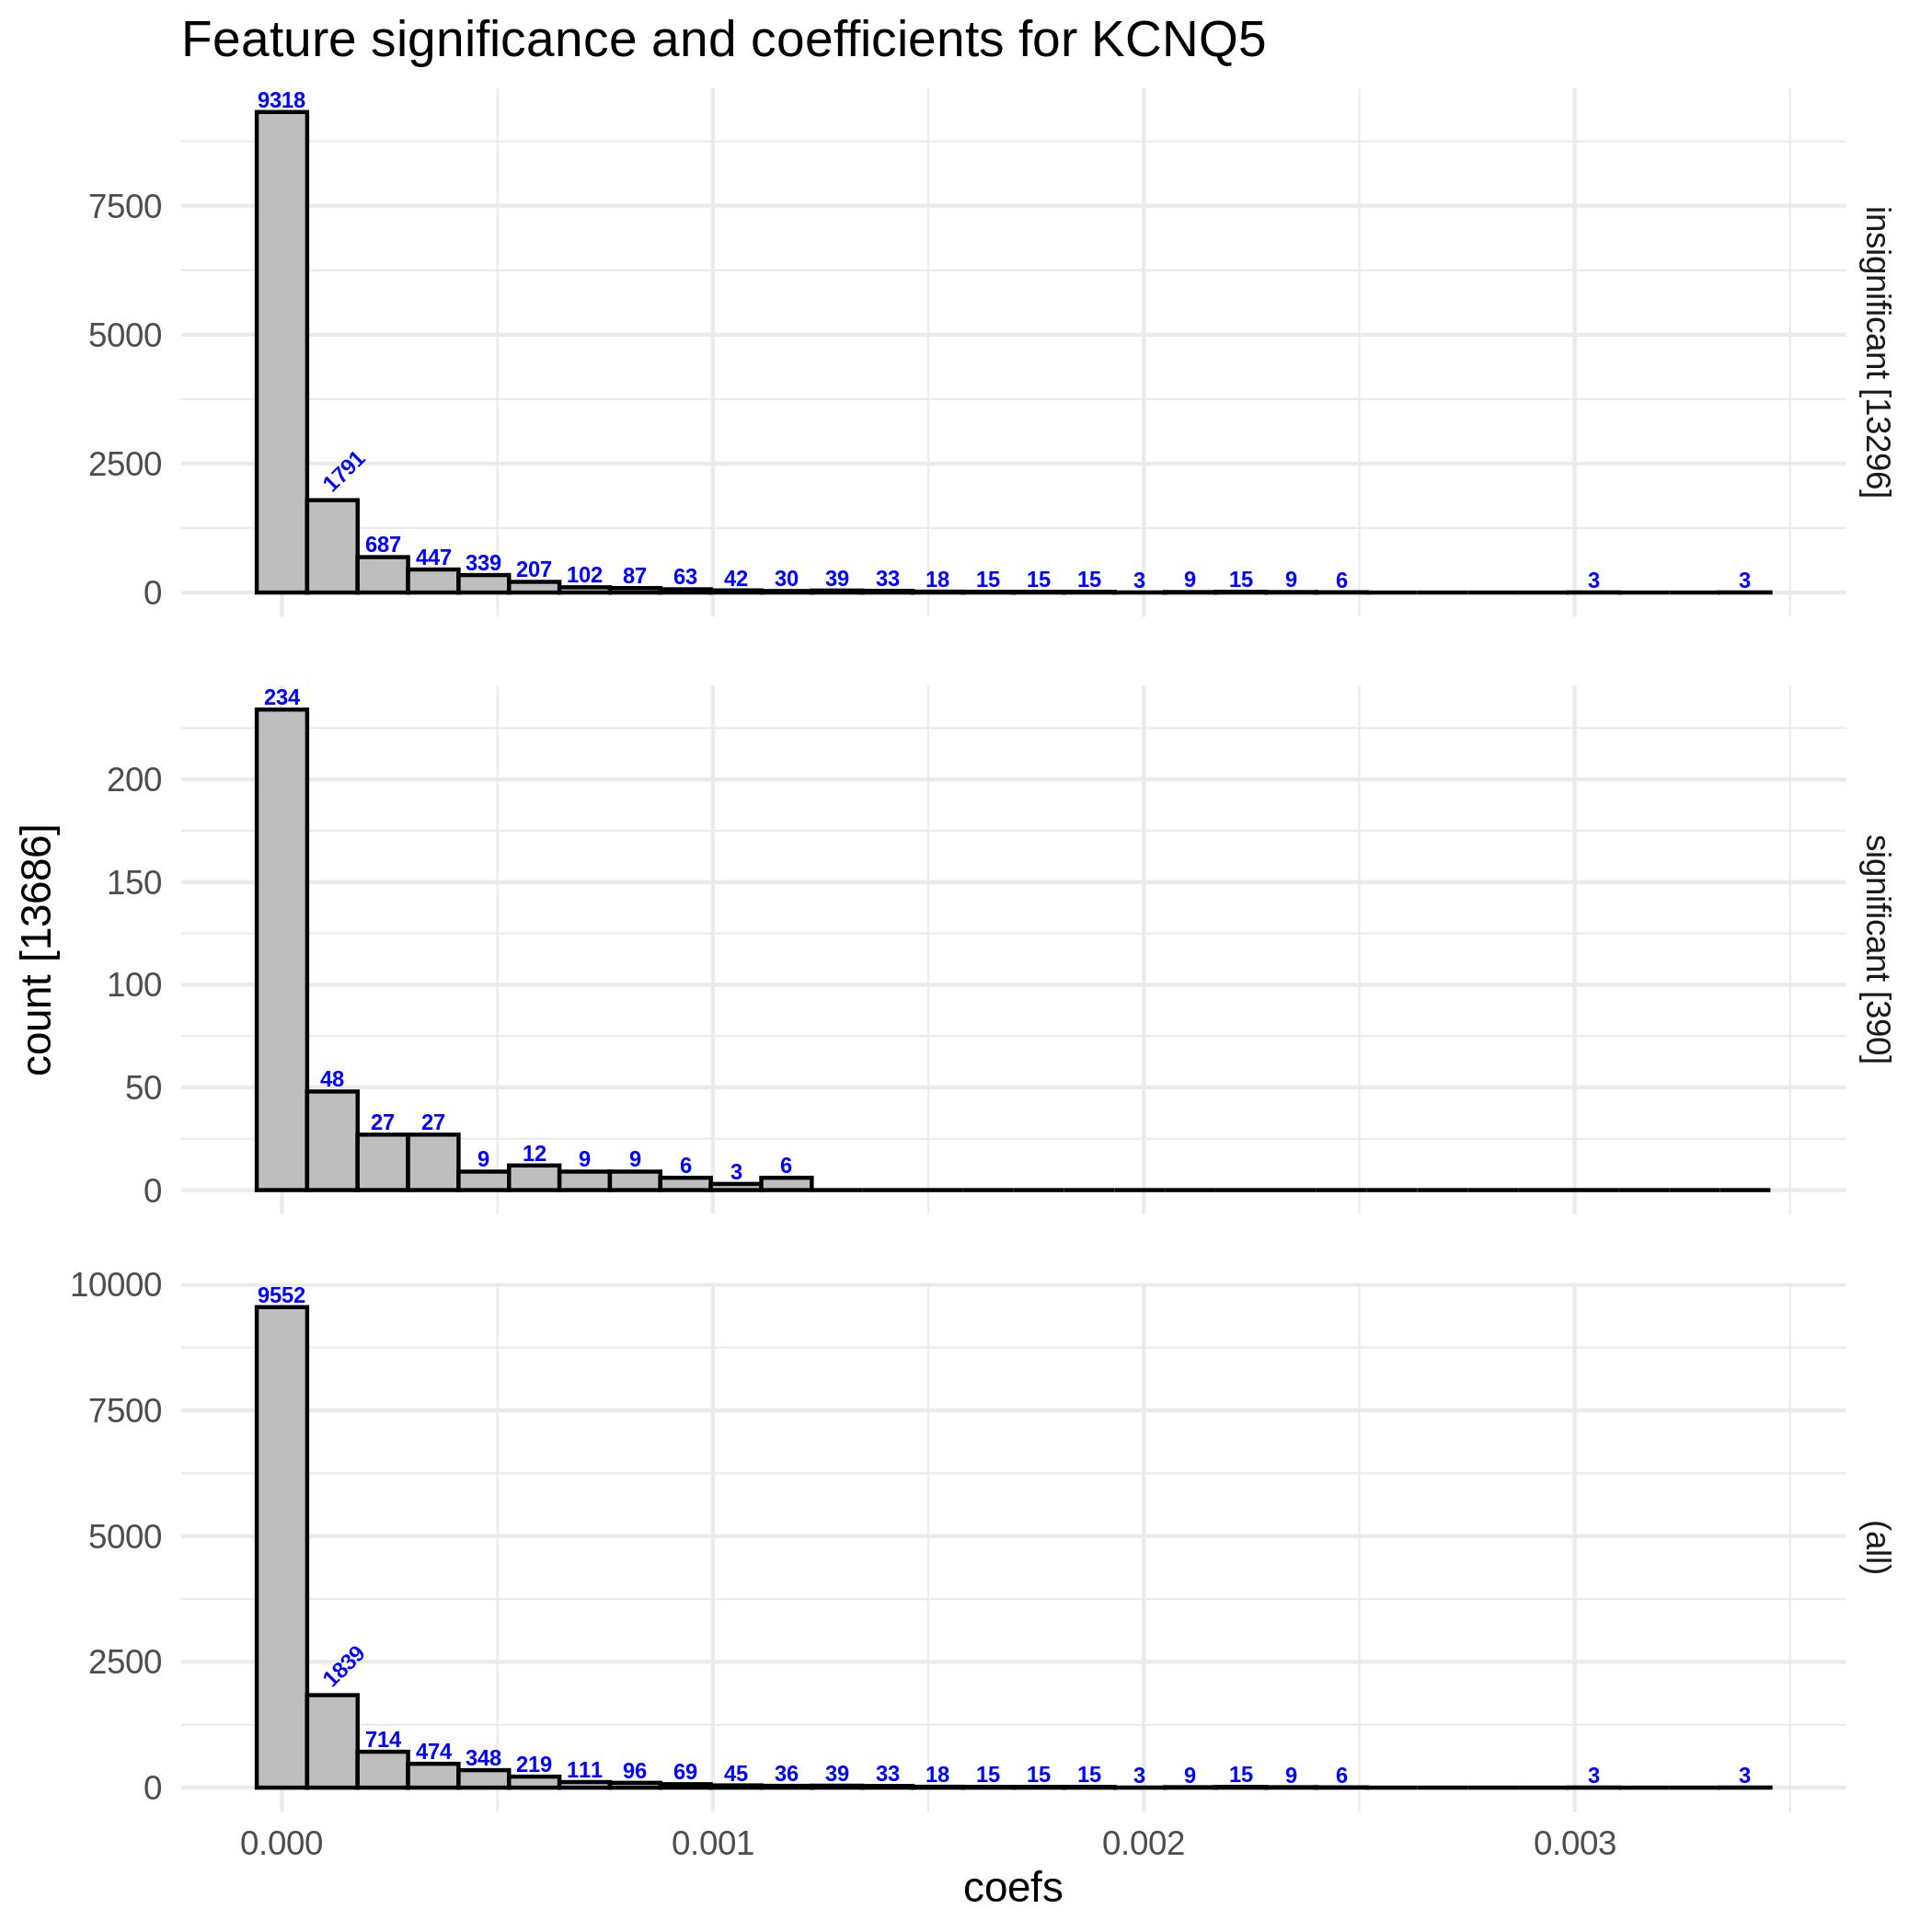 Feature significance and coefficients for KCNQ5
9318
7500
5000
2500
0
1791
687 447 339 207 102 87 63 42 30 39 33 18 15 15 15 3 9 15 9 6 3 3
insignificant [13296]
count [13686]
234
200
150
100
50
0
48
27 27 9 12 9 9 6 3 6
significant [390]
10000
9552
7500
5000
2500
0
1839
714 474 348 219 111 96 69 45 36 39 33 18 15 15 15 3 9 15 9 6 3 3
(all)
0.000 0.001 0.002 0.003
coefs